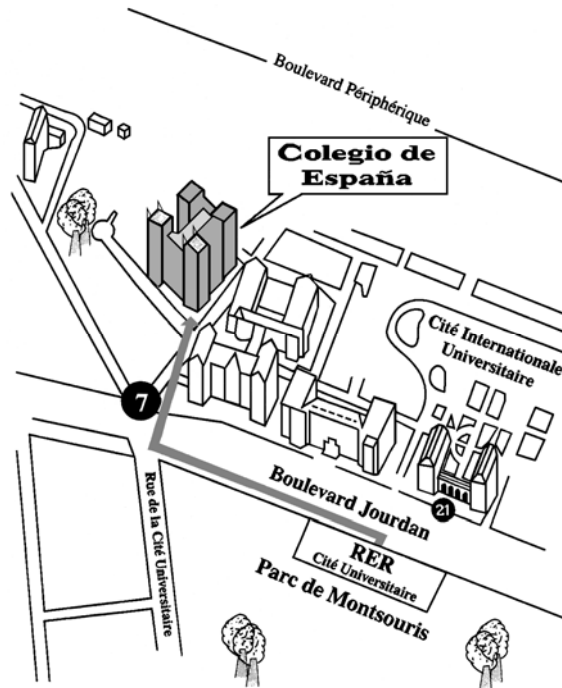 Boulevard Périphérique
Colegio de
España
Cité Internationale
Universitaire
7
Boulevard Jourdan
21
RER
Cité Universitaire
Parc de Montsouris
Rue de la Cité Universitaire